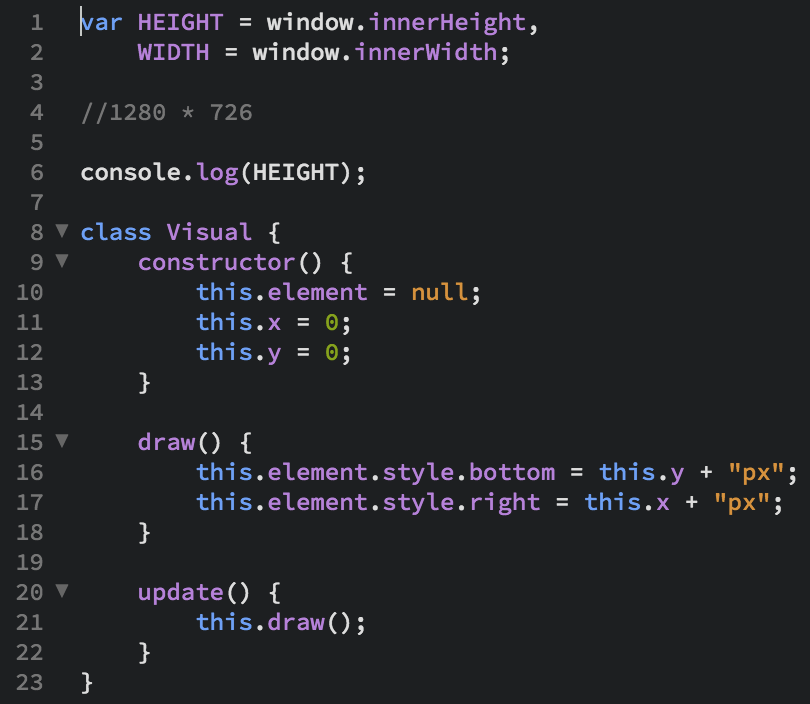 1 var HEIGHT = window.innerHeight,
2     WIDTH = window.innerWidth;
3
4 //1280 * 726
5
6 console.log(HEIGHT);
7
8 ▼ class Visual {
9 ▼     constructor() {
10         this.element = null;
11         this.x = 0;
12         this.y = 0;
13     }
14
15 ▼     draw() {
16         this.element.style.bottom = this.y + "px";
17         this.element.style.right = this.x + "px";
18     }
19
20 ▼     update() {
21         this.draw();
22     }
23 }